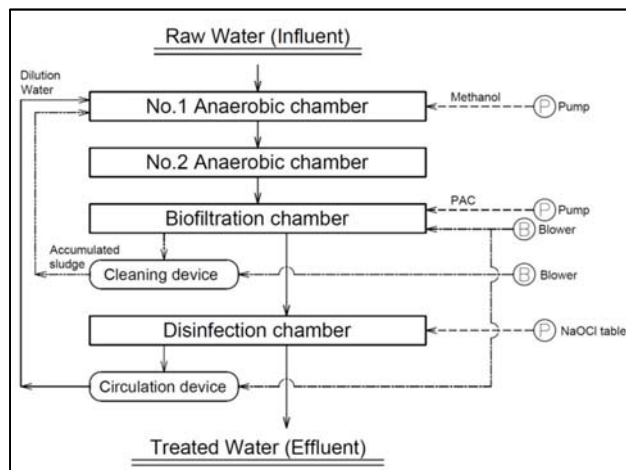 Raw Water (Influent)
Dilution
Water
No.1 Anaerobic chamber
Methanol
P
Pump
No.2 Anaerobic chamber
PAC
P
Pump
Biofiltration chamber
B
Blower
Accumulated
sludge
Cleaning device
B
Blower
Disinfection chamber
P
NaOCl table
Circulation device
Treated Water (Effluent)